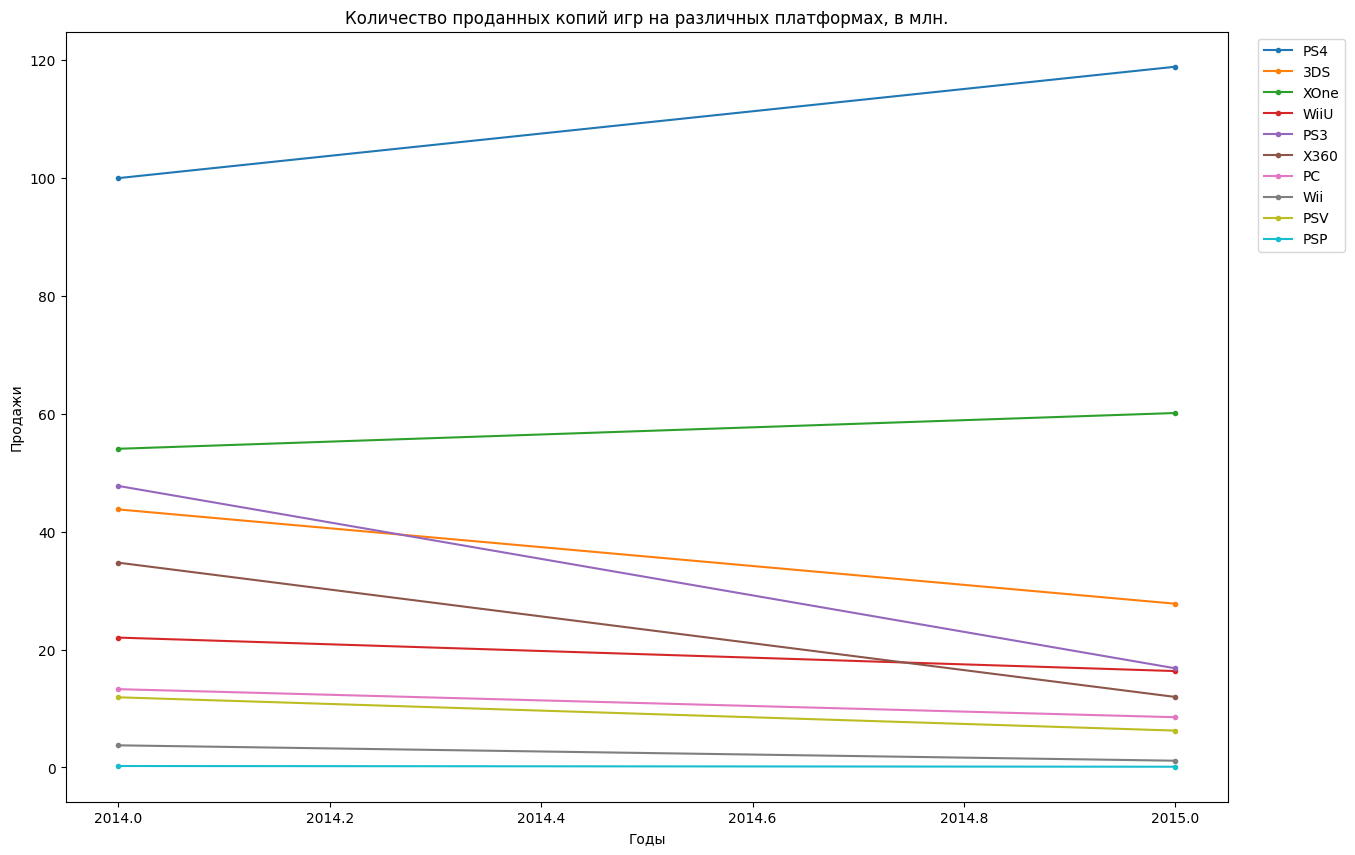 Количество проданных копий игр на различных платформах, в млн.
120
100
80
60
40
20
0
Продажи
2014.0
2014.2
2014.4
2014.6
2014.8
2015.0
Годы
PS4
3DS
XOne
WiiU
PS3
X360
PC
Wii
PSV
PSP